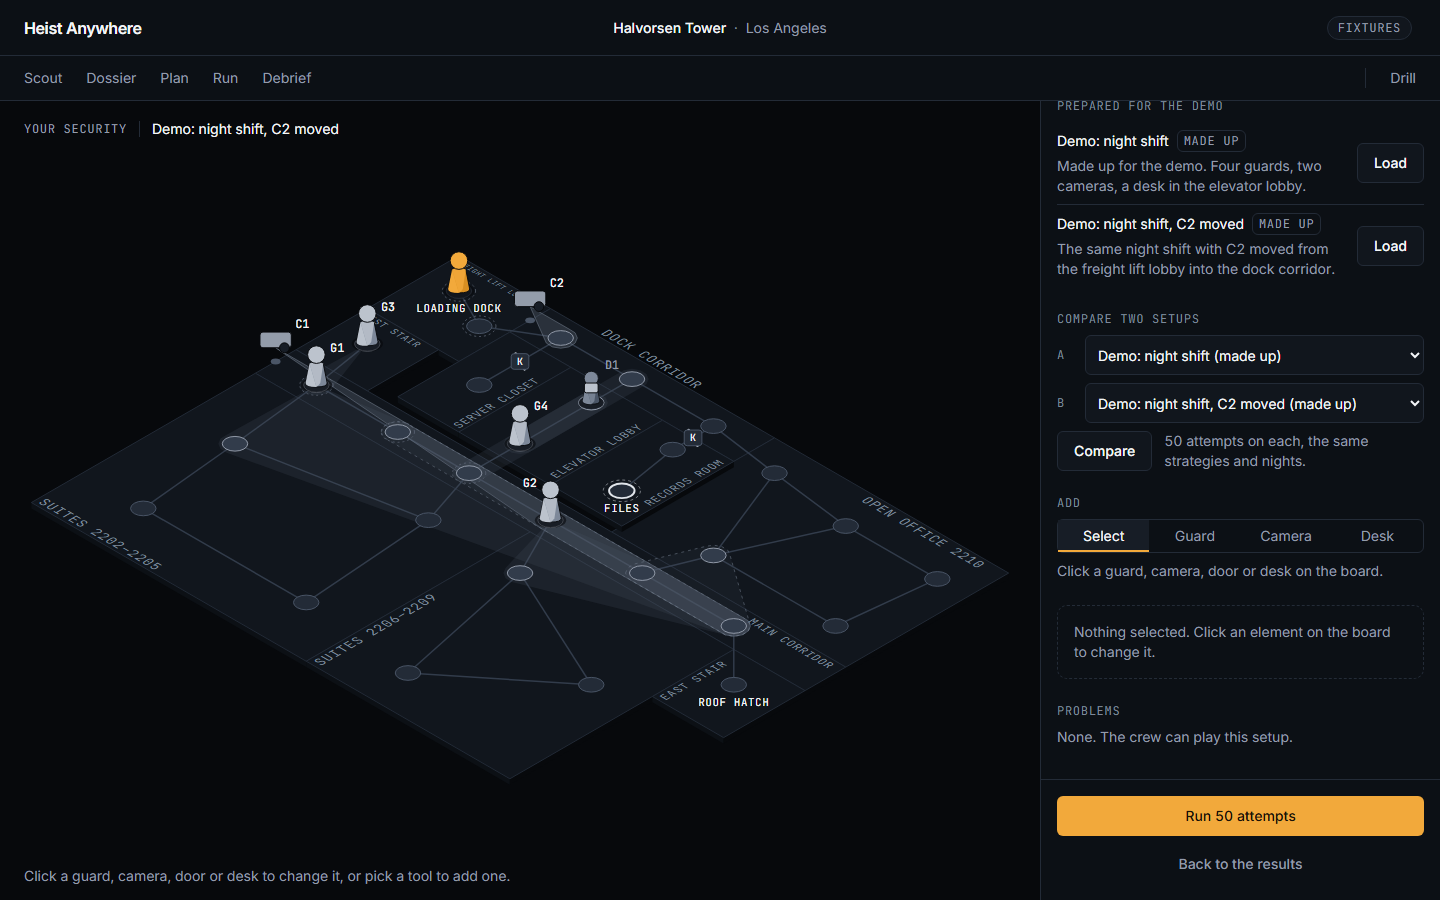 Heist Anywhere
Halvorsen Tower · Los Angeles
FIXTURES
Scout
Dossier
Plan
Run
Debrief
Drill
YOUR SECURITY
Demo: night shift, C2 moved
C2
G3
LOADING DOCK
C1
G1
DOCK CORRIDOR
K
D1
SERVER CLOSET
G4
ELEVATOR LOBBY
K
G2
RECORDS ROOM
FILES
SUITES 2202-2205
OPEN OFFICE 2210
SUITES 2206-2209
MAIN CORRIDOR
EAST STAIR
ROOF HATCH
Click a guard, camera, door or desk to change it, or pick a tool to add one.
PREPARED FOR THE DEMO
Demo: night shift MADE UP
Made up for the demo. Four guards, two
cameras, a desk in the elevator lobby.
Load
Demo: night shift, C2 moved MADE UP
The same night shift with C2 moved from
the freight lift lobby into the dock corridor.
Load
COMPARE TWO SETUPS
A Demo: night shift (made up)
B Demo: night shift, C2 moved (made up)
Compare
50 attempts on each, the same
strategies and nights.
ADD
Select
Guard
Camera
Desk
Click a guard, camera, door or desk on the board.
Nothing selected. Click an element on the board
to change it.
PROBLEMS
None. The crew can play this setup.
Run 50 attempts
Back to the results